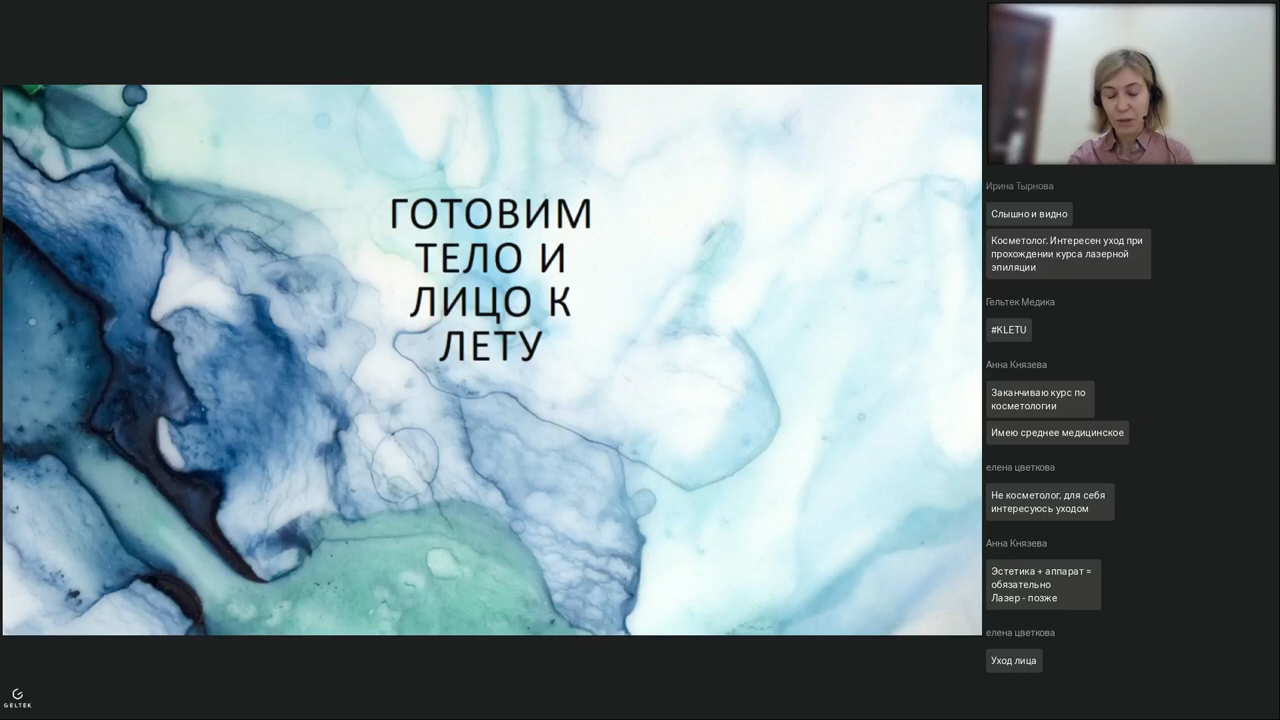 ГОТОВИМ
ТЕЛО И
ЛИЦО К
ЛЕТУ
Ирина Тырнова
Слышно и видно
Косметолог. Интересен уход при
прохождении курса лазерной
эпиляции
Гельтек Медика
#KLETU
Анна Князева
Заканчиваю курс по
косметологии
Имею среднее медицинское
елена цветкова
Не косметолог, для себя
интересуюсь уходом
Анна Князева
Эстетика + аппарат =
обязательно
Лазер - позже
елена цветкова
Уход лица
GELTEK